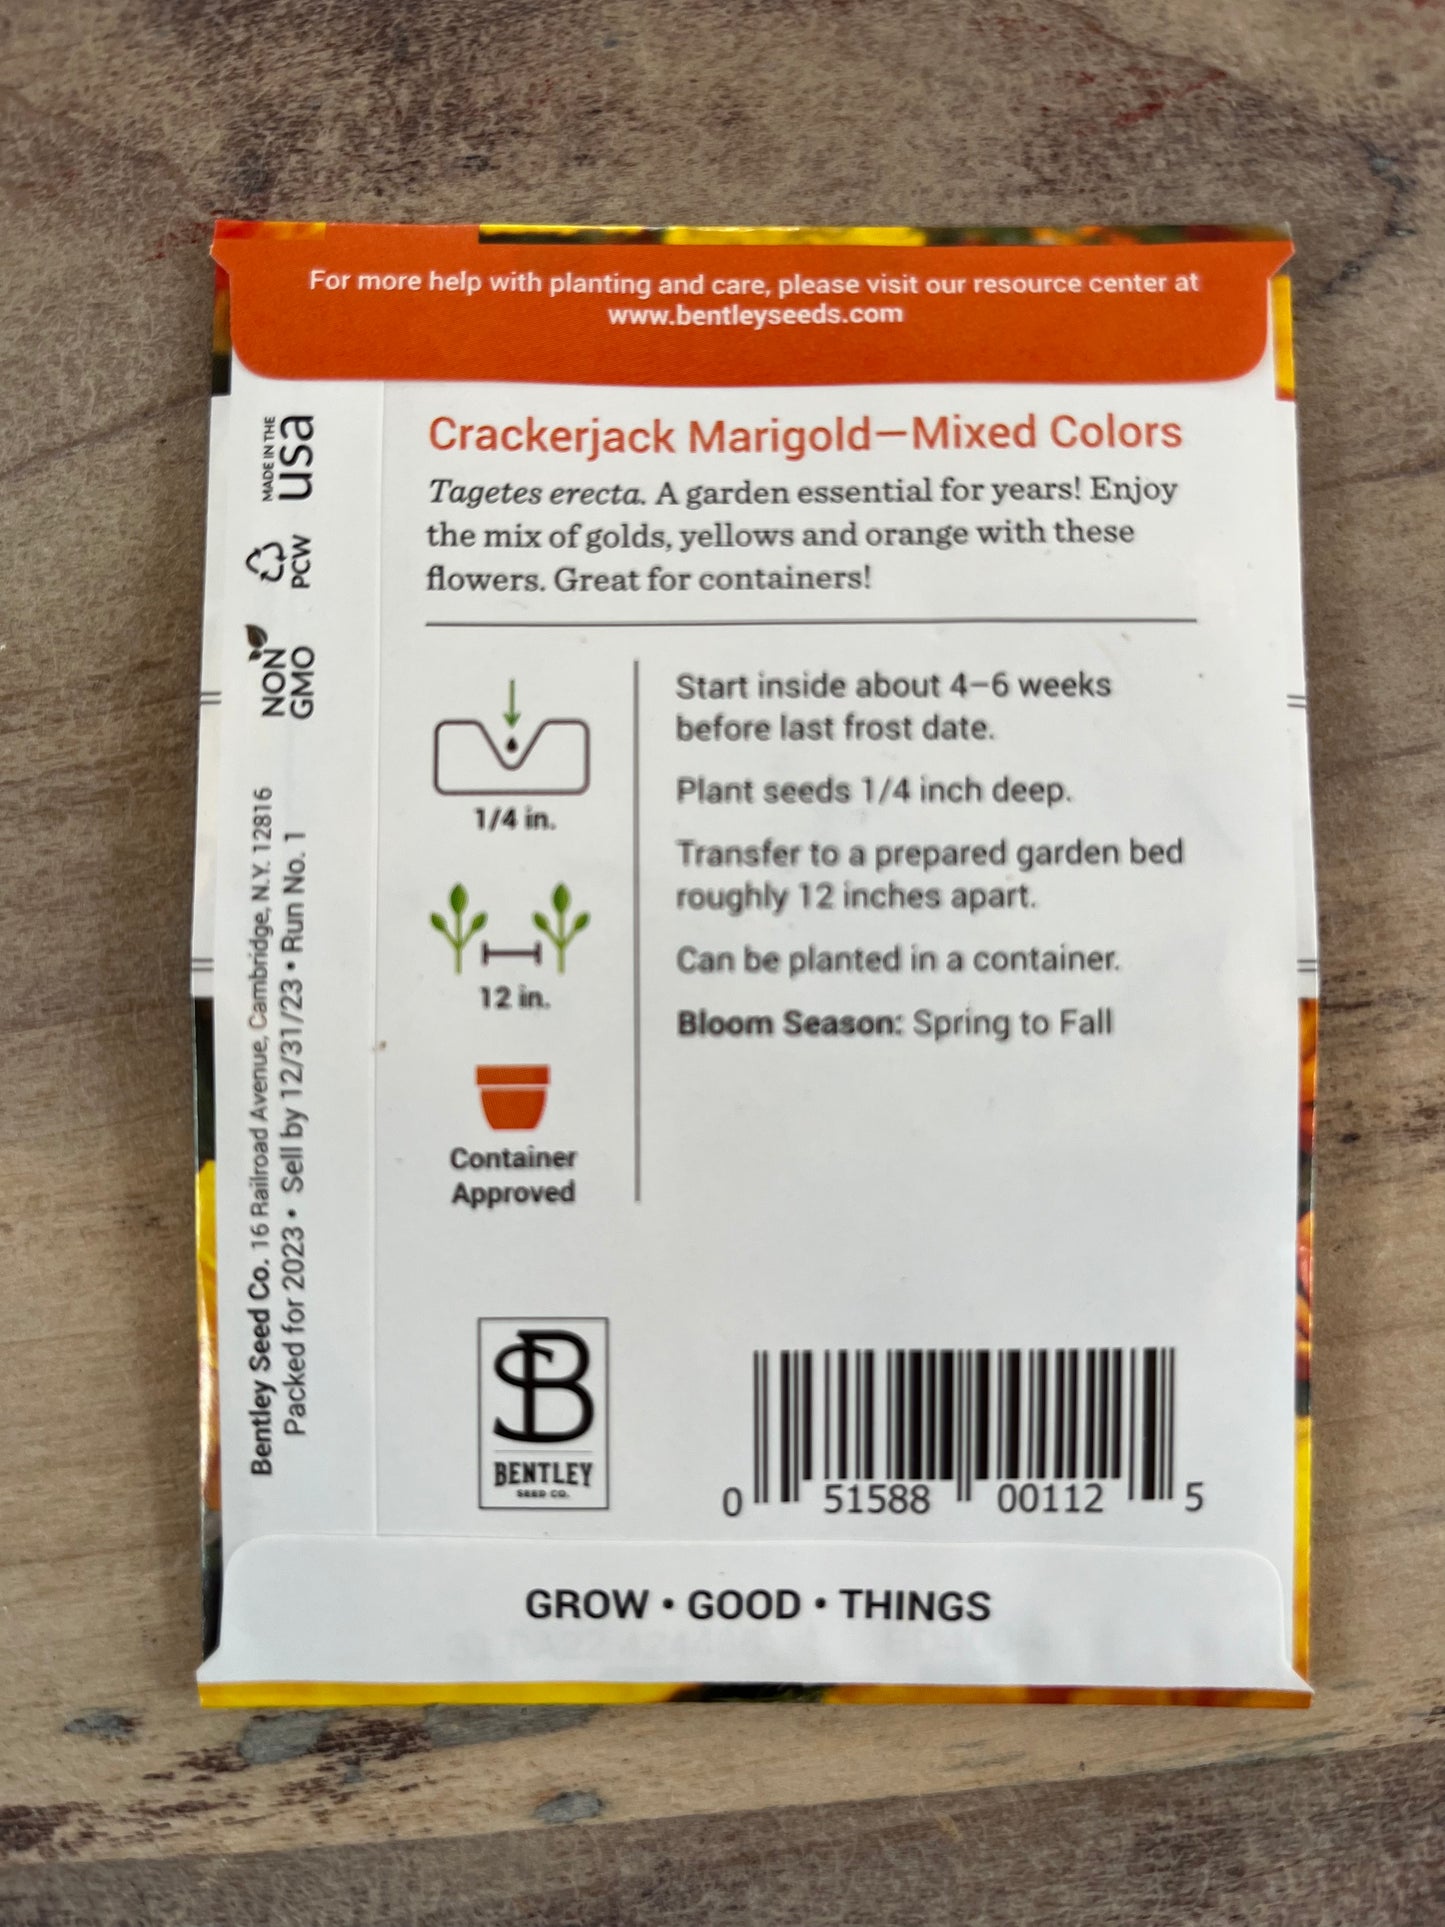 For more help with planting and care, please visit our resource center at
www.bentleyseeds.com
MADE IN THE
usa
PCW
NON
GMO
Bentley Seed Co. 16 Railroad Avenue, Cambridge, N.Y. 12816
Packed for 2023 • Sell by 12/31/23 • Run No. 1
Crackerjack Marigold—Mixed Colors
Tagetes erecta. A garden essential for years! Enjoy
the mix of golds, yellows and orange with these
flowers. Great for containers!
1/4 in.
12 in.
Container
Approved
Start inside about 4–6 weeks
before last frost date.
Plant seeds 1/4 inch deep.
Transfer to a prepared garden bed
roughly 12 inches apart.
Can be planted in a container.
Bloom Season: Spring to Fall
SB
BENTLEY
SEED CO.
0 51588 00112 5
GROW • GOOD • THINGS